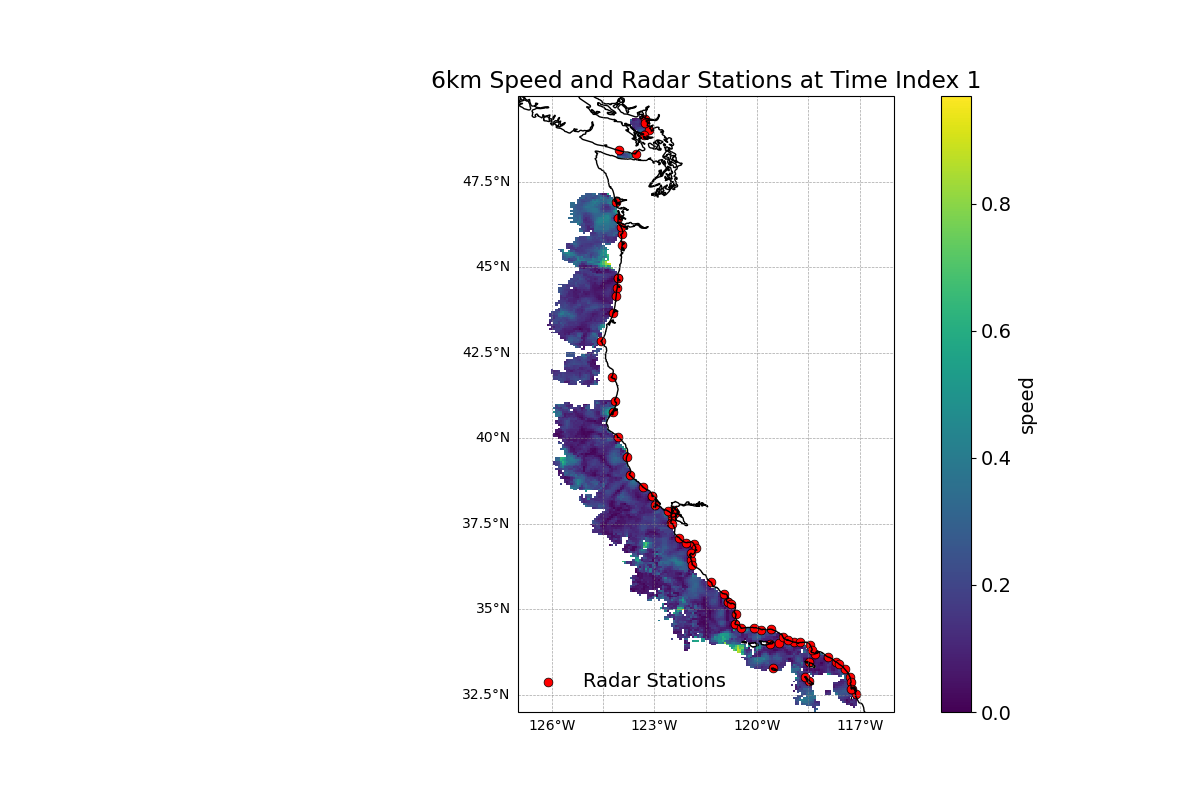 6km Speed and Radar Stations at Time Index 1
47.5°N
45°N
42.5°N
40°N
37.5°N
35°N
32.5°N
126°W 123°W 120°W 117°W
Radar Stations
0.8
0.6
0.4
0.2
0.0
speed